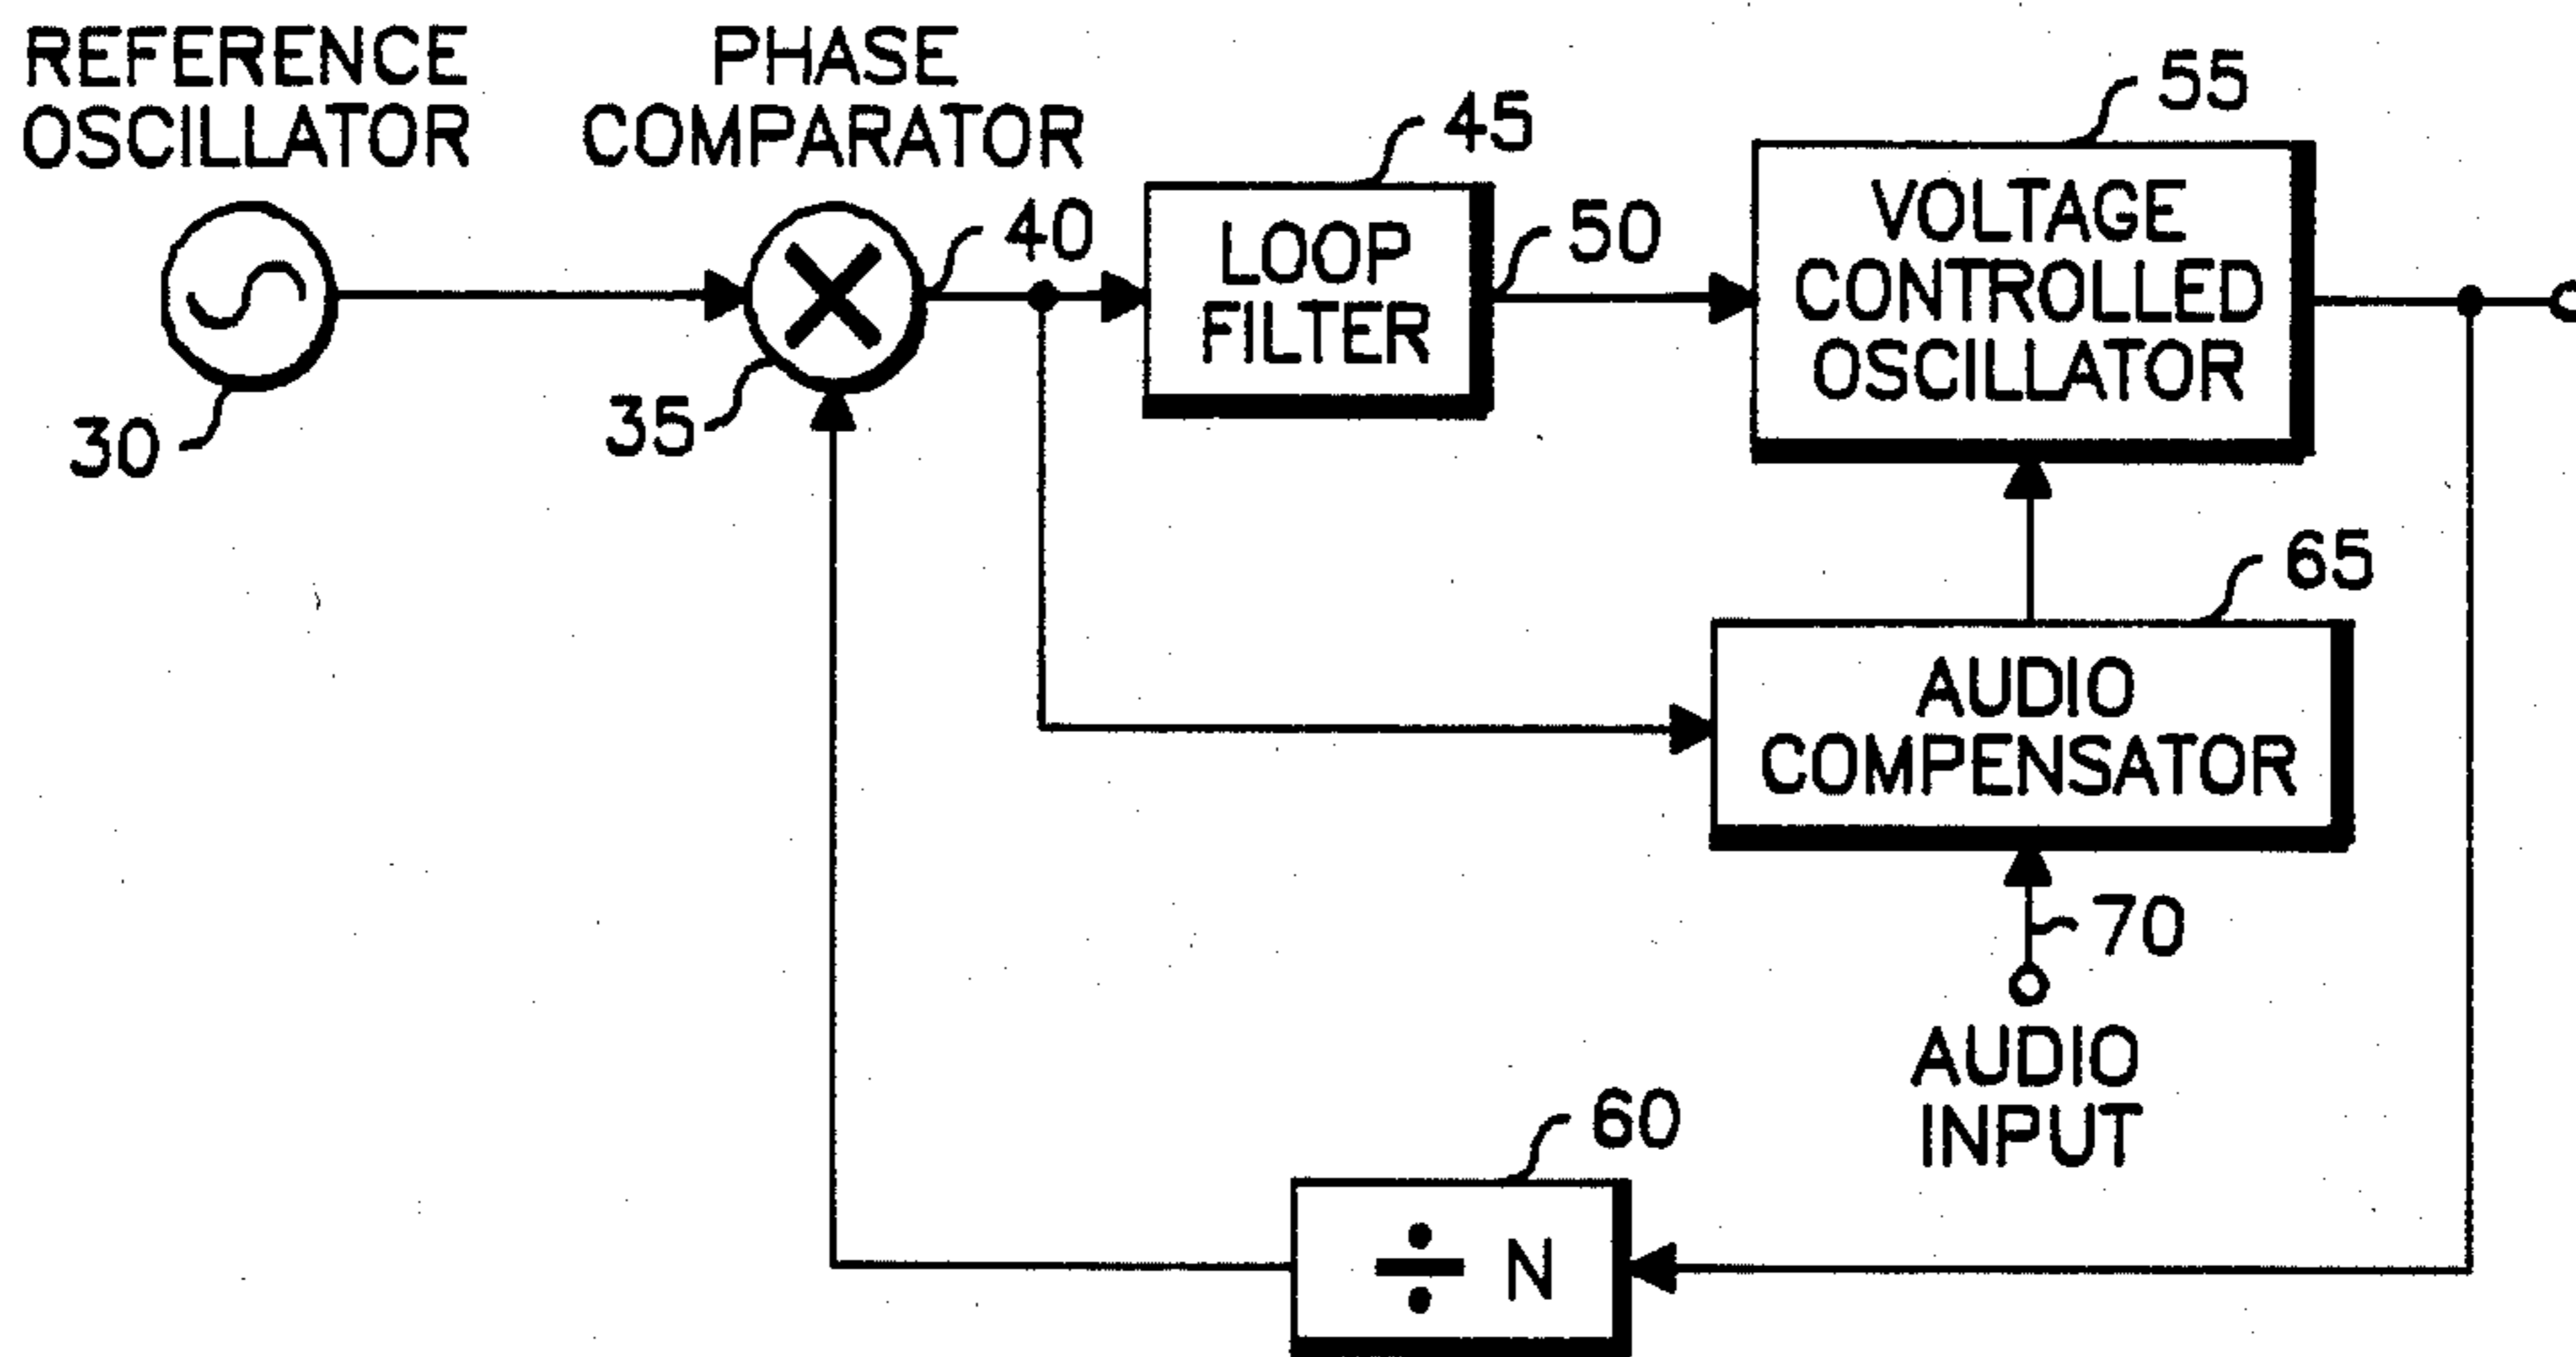 REFERENCE
OSCILLATOR
PHASE
COMPARATOR
30
35
40
45
LOOP
FILTER
50
55
VOLTAGE
CONTROLLED
OSCILLATOR
65
AUDIO
COMPENSATOR
70
AUDIO
INPUT
60
÷ N